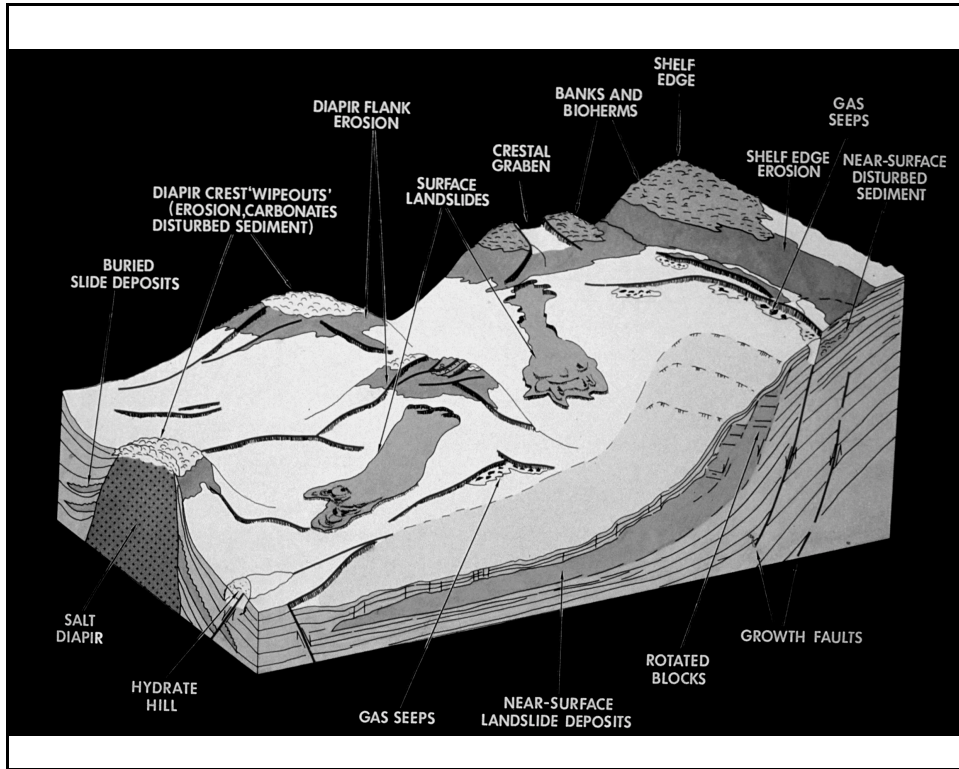 SHELF
EDGE
BANKS AND
BIOHERMS
GAS
SEEPS
DIAPIR FLANK
EROSION
CRESTAL
GRABEN
SHELF EDGE
EROSION
NEAR-SURFACE
DISTURBED
SEDIMENT
DIAPIR CREST'WIPEOUTS'
(EROSION,CARBONATES
DISTURBED SEDIMENT)
SURFACE
LANDSLIDES
BURIED
SLIDE DEPOSITS
SALT
DIAPIR
HYDRATE
HILL
GAS SEEPS
NEAR-SURFACE
LANDSLIDE DEPOSITS
ROTATED
BLOCKS
GROWTH FAULTS